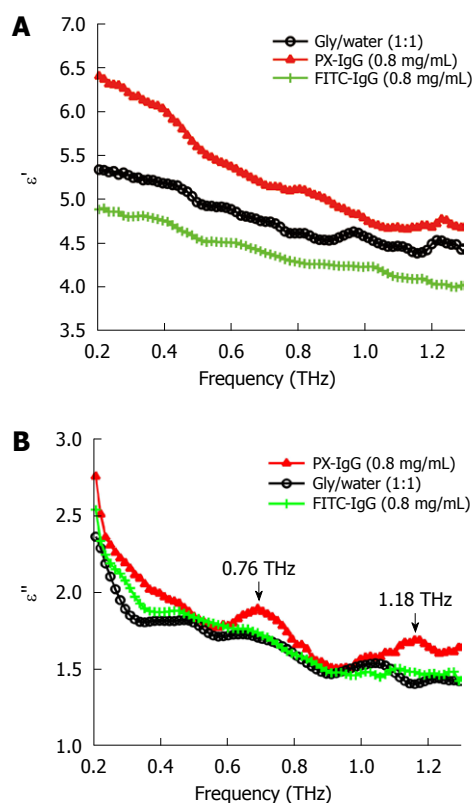 A
Gly/water (1:1)
PX-IgG (0.8 mg/mL)
FITC-IgG (0.8 mg/mL)
7.0
6.5
6.0
5.5
5.0
4.5
4.0
3.5
ε'
0.2 0.4 0.6 0.8 1.0 1.2
Frequency (THz)
B
PX-IgG (0.8 mg/mL)
Gly/water (1:1)
FITC-IgG (0.8 mg/mL)
0.76 THz
1.18 THz
3.0
2.5
2.0
1.5
1.0
ε"
0.2 0.4 0.6 0.8 1.0 1.2
Frequency (THz)